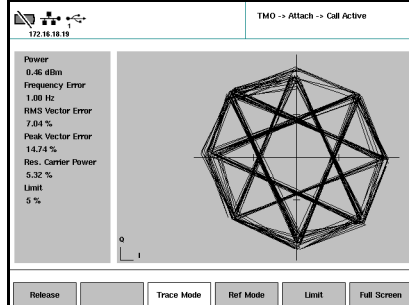 1
172.16.18.19
TMO -> Attach -> Call Active
Power
0.46 dBm
Frequency Error
1.00 Hz
RMS Vector Error
7.04 %
Peak Vector Error
14.74 %
Res. Carrier Power
5.32 %
Limit
5 %
Q
I
Release
Trace Mode
Ref Mode
Limit
Full Screen